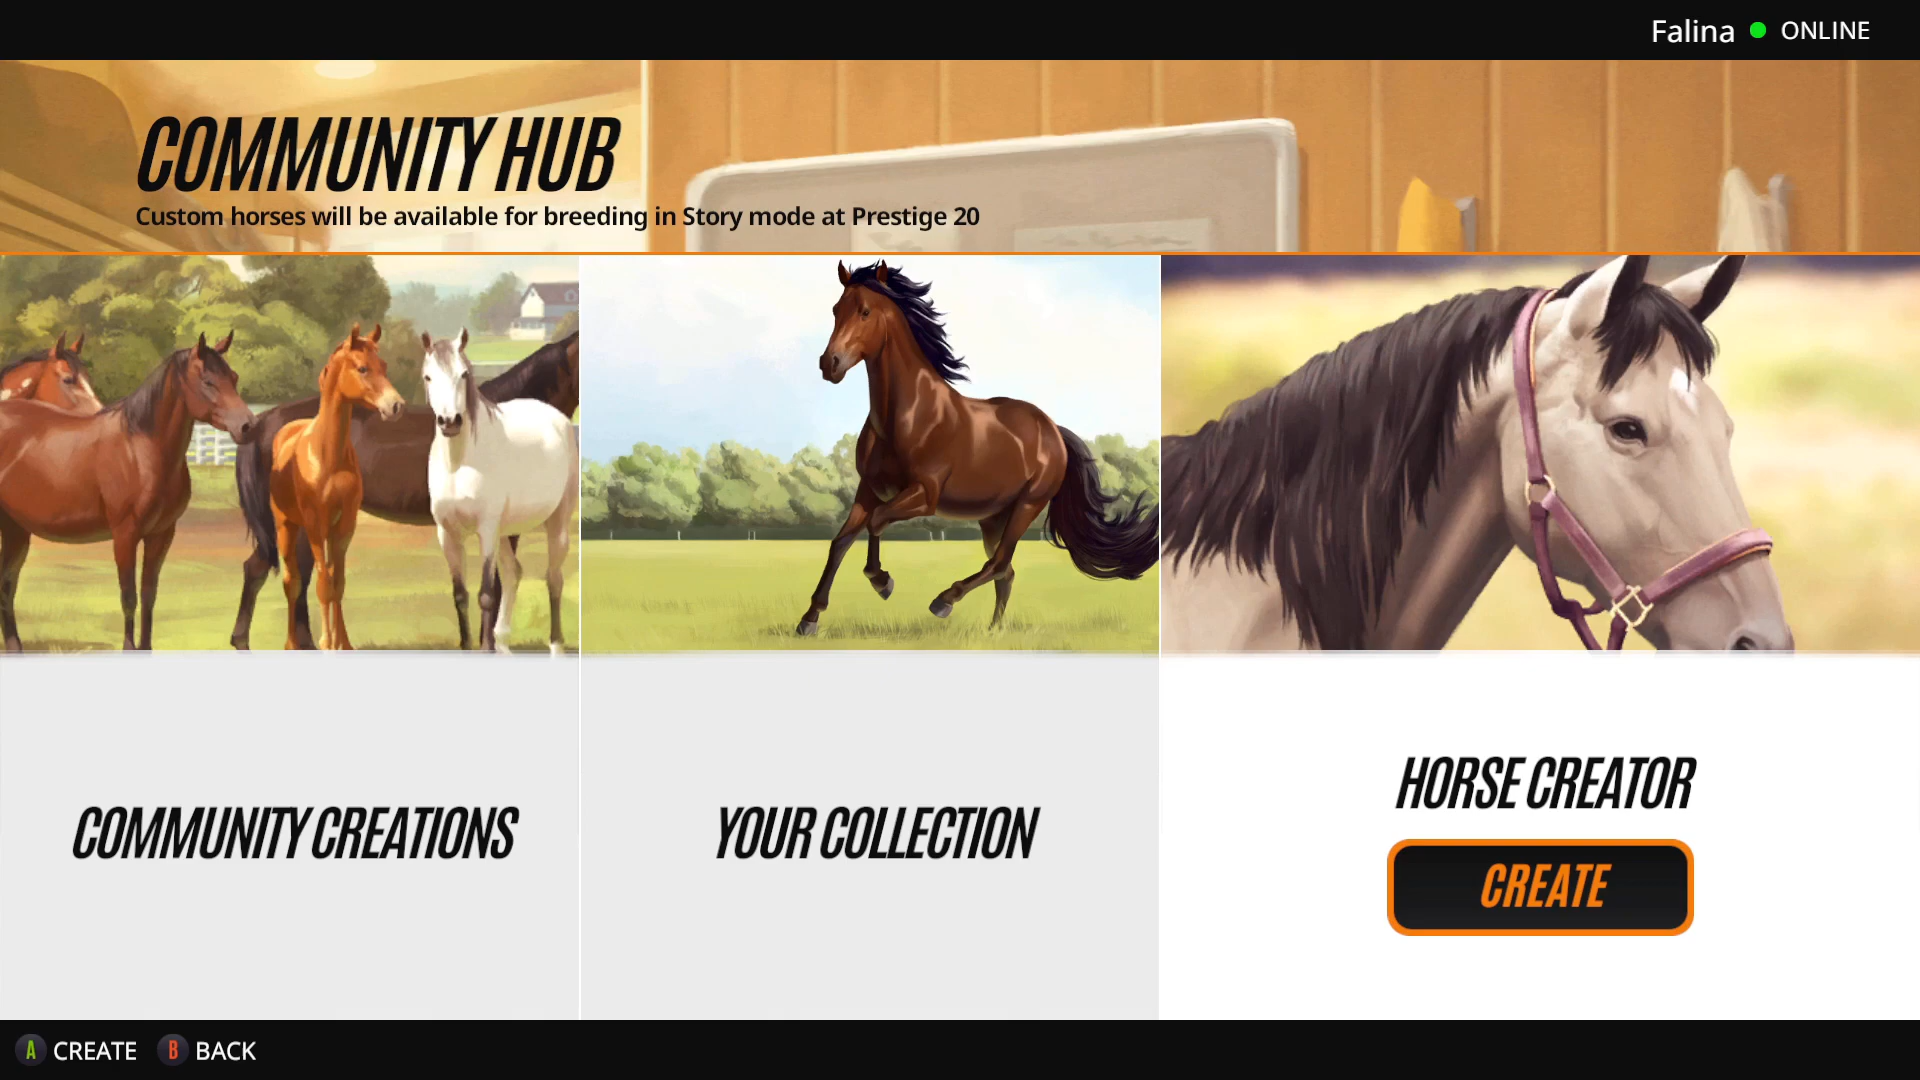 Falina ONLINE
COMMUNITY HUB
Custom horses will be available for breeding in Story mode at Prestige 20
COMMUNITY CREATIONS
YOUR COLLECTION
HORSE CREATOR
CREATE
A CREATE B BACK